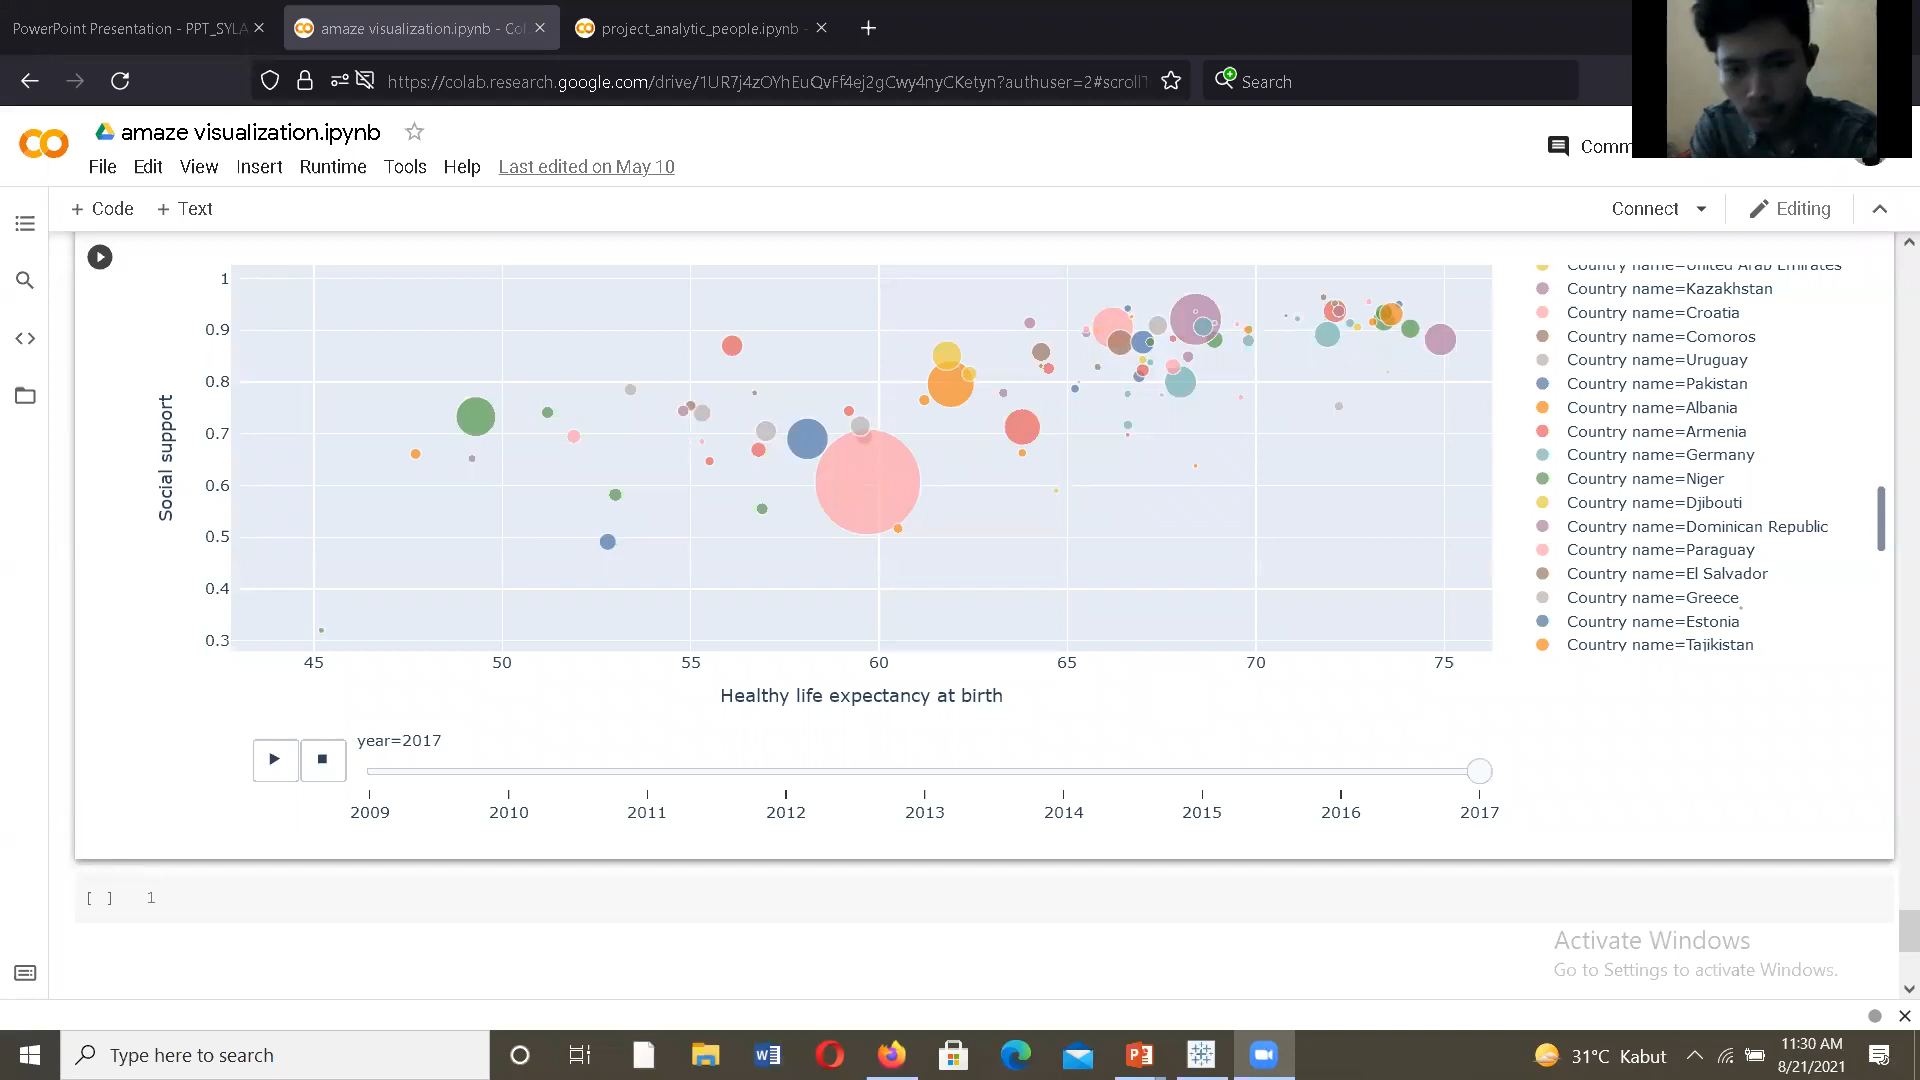 PowerPoint Presentation - PPT_SYLA
amaze visualization.ipynb - Col
project_analytic_people.ipynb -
https://colab.research.google.com/drive/1UR7j4zOYhEuQvFf4ej2gCwy4nyCKetyn?authuser=2#scrollT
Search
amaze visualization.ipynb
Comm
File Edit View Insert Runtime Tools Help Last edited on May 10
+ Code + Text
Connect
Editing
1
0.9
0.8
0.7
0.6
0.5
0.4
0.3
Social support
45 50 55 60 65 70 75
Healthy life expectancy at birth
Country name=United Arab Emirates
Country name=Kazakhstan
Country name=Croatia
Country name=Comoros
Country name=Uruguay
Country name=Pakistan
Country name=Albania
Country name=Armenia
Country name=Germany
Country name=Niger
Country name=Djibouti
Country name=Dominican Republic
Country name=Paraguay
Country name=El Salvador
Country name=Greece
Country name=Estonia
Country name=Tajikistan
year=2017
2009 2010 2011 2012 2013 2014 2015 2016 2017
[ ] 1
Activate Windows
Go to Settings to activate Windows.
Type here to search
31°C Kabut
11:30 AM
8/21/2021